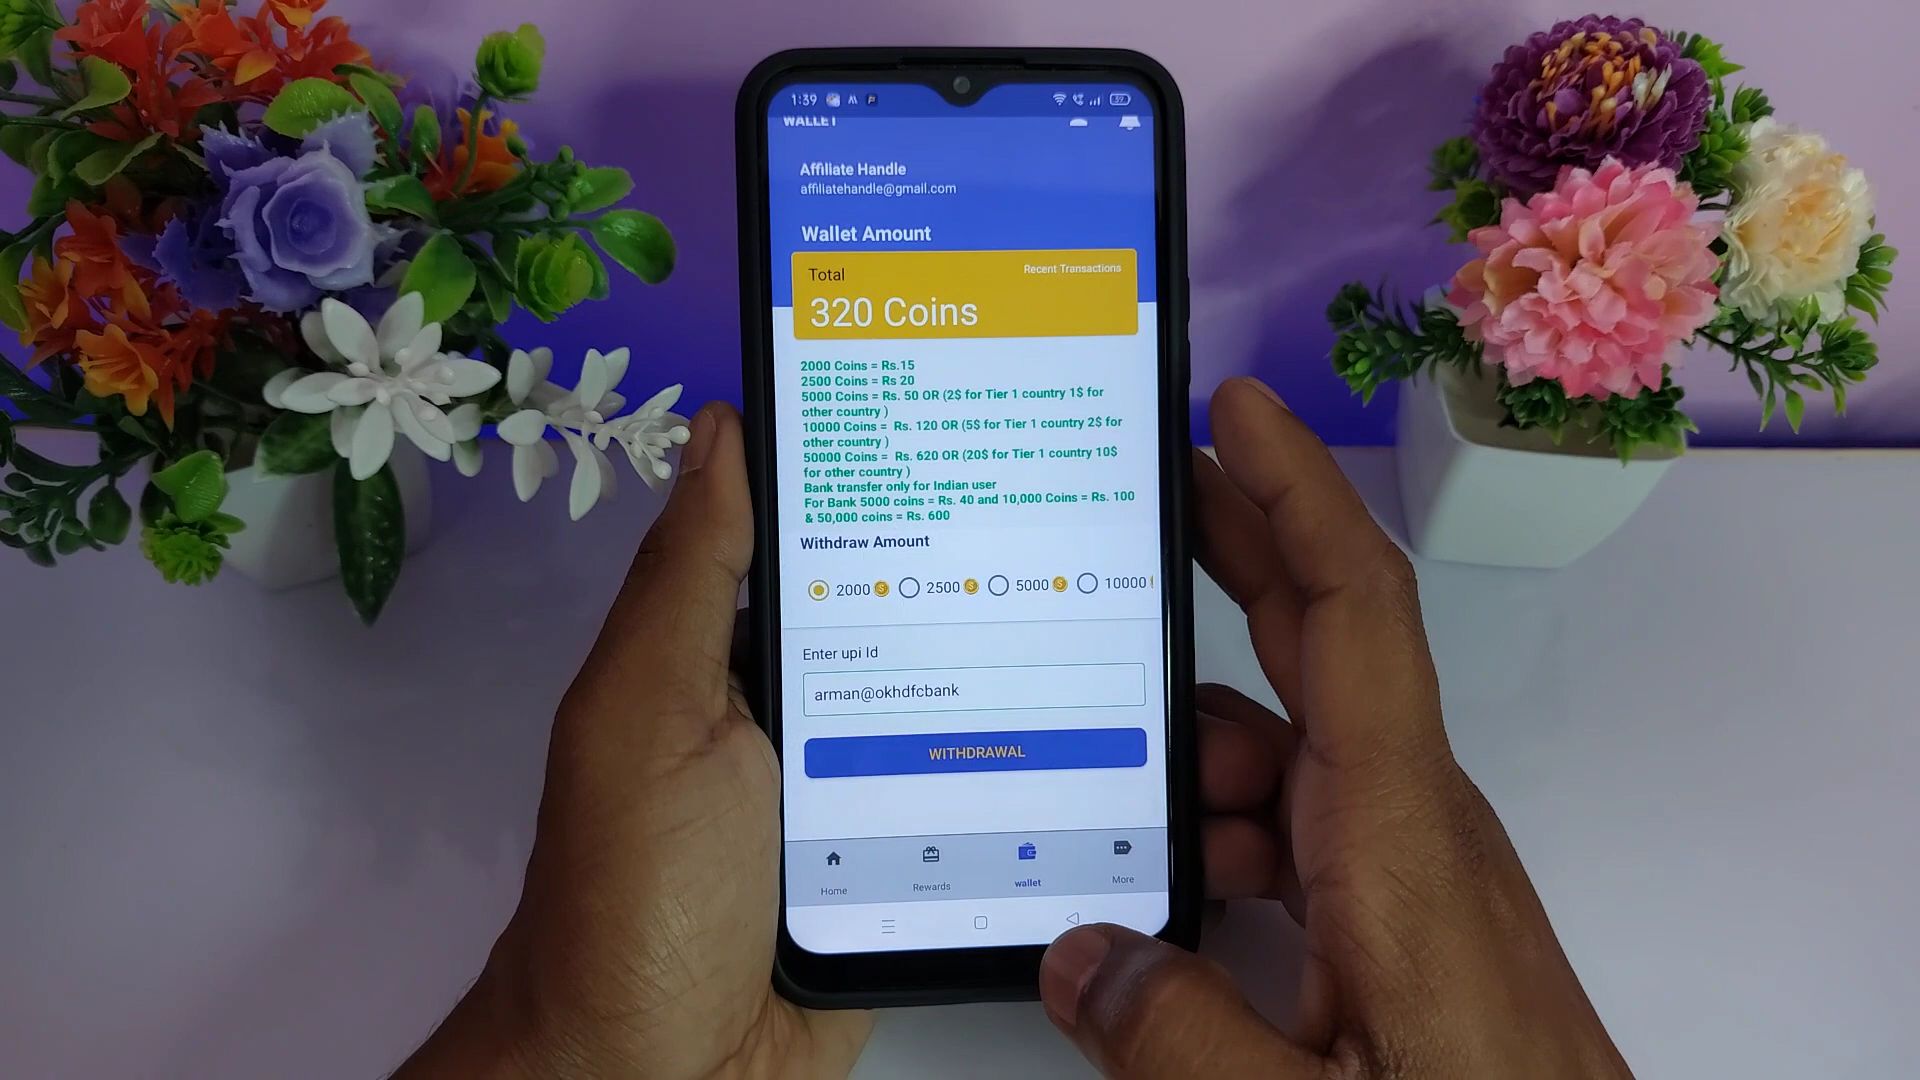 1:39
WALLET
Affiliate Handle
affiliatehandle@gmail.com
Wallet Amount
Total
Recent Transactions
320 Coins
2000 Coins = Rs.15
2500 Coins = Rs 20
5000 Coins = Rs. 50 OR (2$ for Tier 1 country 1$ for
other country )
10000 Coins =  Rs. 120 OR (5$ for Tier 1 country 2$ for
other country )
50000 Coins =  Rs. 620 OR (20$ for Tier 1 country 10$
for other country )
Bank transfer only for Indian user
For Bank 5000 coins = Rs. 40 and 10,000 Coins = Rs. 100
& 50,000 coins = Rs. 600
Withdraw Amount
2000 2500 5000 10000
Enter upi Id
arman@okhdfcbank
WITHDRAWAL
Home Rewards wallet More